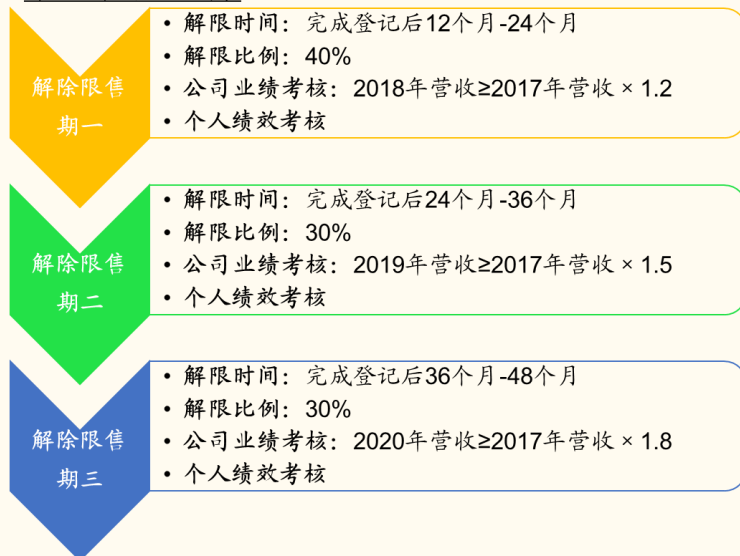 解除限售
期一
• 解限时间：完成登记后12个月-24个月
• 解限比例：40%
• 公司业绩考核：2018年营收≥2017年营收 × 1.2
• 个人绩效考核
解除限售
期二
• 解限时间：完成登记后24个月-36个月
• 解限比例：30%
• 公司业绩考核：2019年营收≥2017年营收 × 1.5
• 个人绩效考核
解除限售
期三
• 解限时间：完成登记后36个月-48个月
• 解限比例：30%
• 公司业绩考核：2020年营收≥2017年营收 × 1.8
• 个人绩效考核